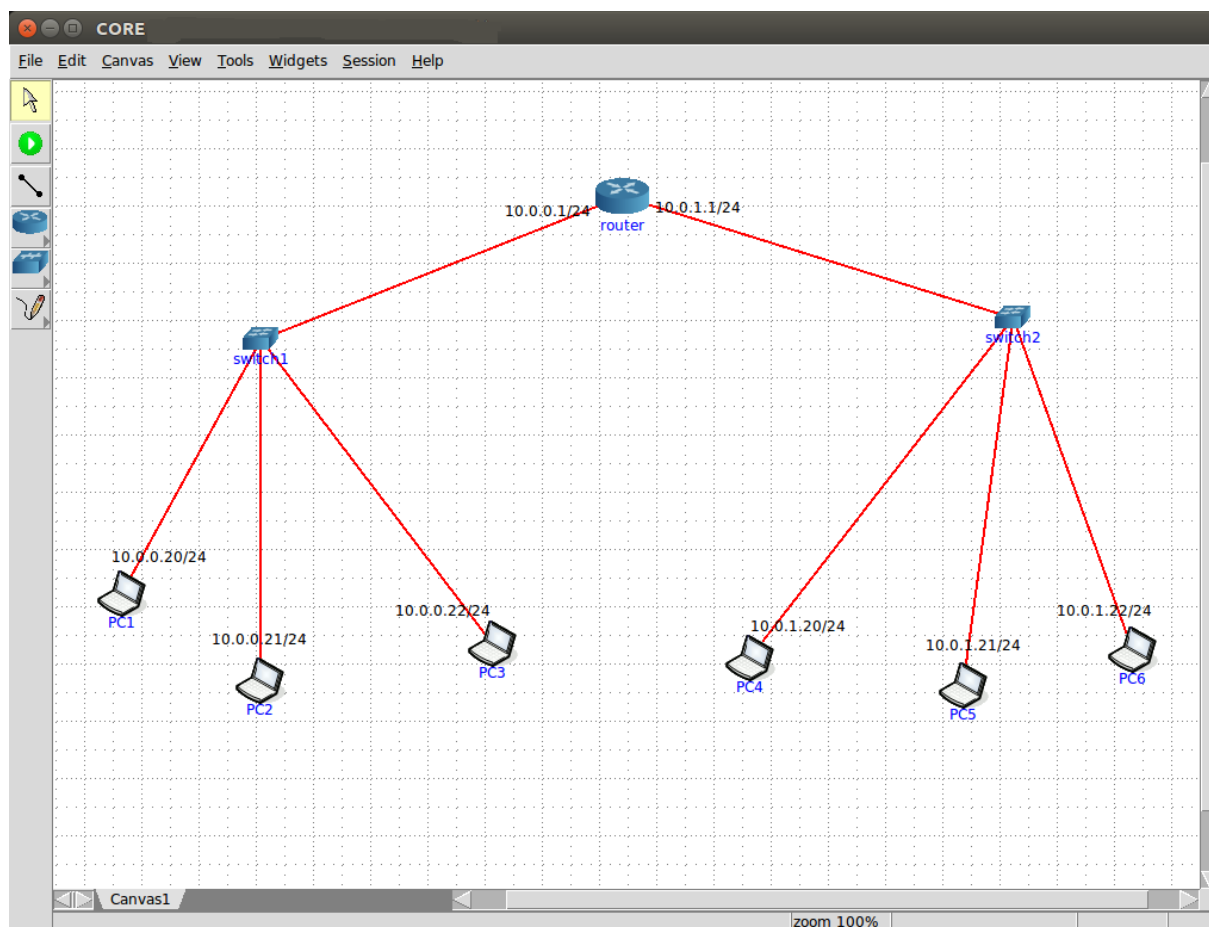 CORE
File Edit Canvas View Tools Widgets Session Help
10.0.0.1/24
10.0.1.1/24
router
switch1
switch2
10.0.0.20/24
PC1
10.0.0.21/24
PC2
10.0.0.22/24
PC3
10.0.1.20/24
PC4
10.0.1.21/24
PC5
10.0.1.22/24
PC6
Canvas1
zoom 100%